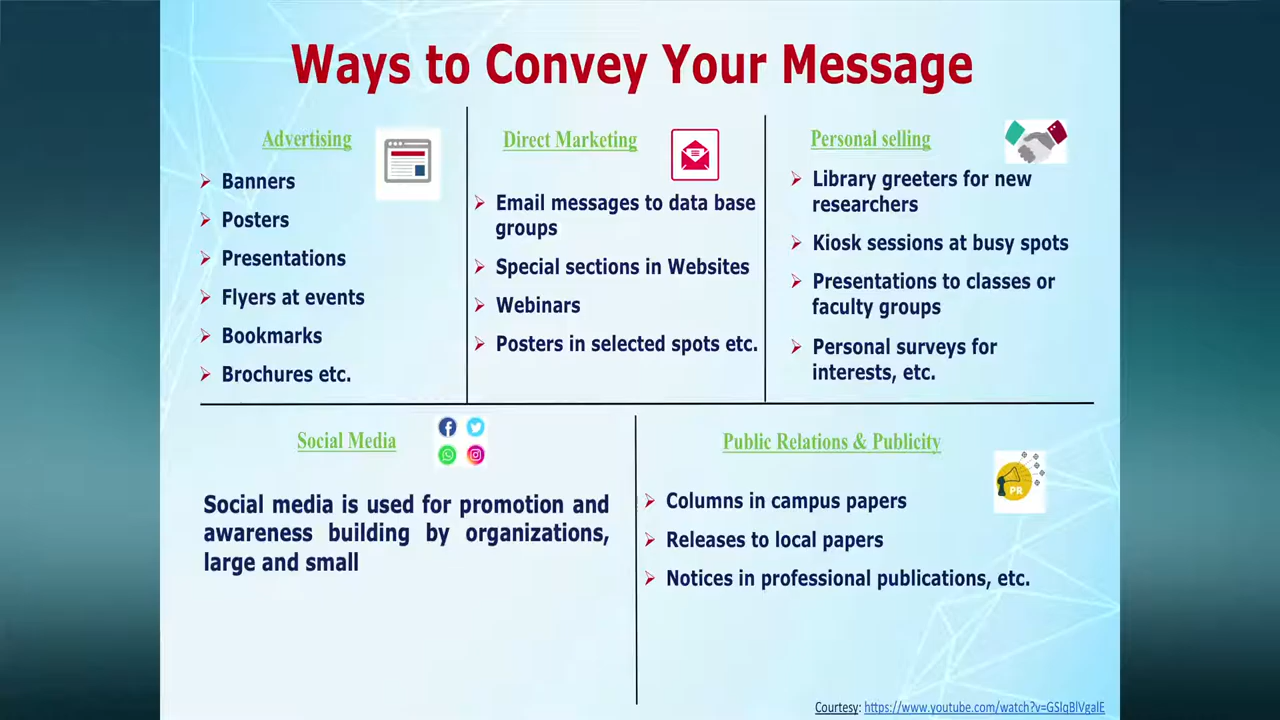 Ways to Convey Your Message
Advertising
Banners
Posters
Presentations
Flyers at events
Bookmarks
Brochures etc.
Direct Marketing
Email messages to data base
groups
Special sections in Websites
Webinars
Posters in selected spots etc.
Personal selling
Library greeters for new
researchers
Kiosk sessions at busy spots
Presentations to classes or
faculty groups
Personal surveys for
interests, etc.
Social Media
Social media is used for promotion and
awareness building by organizations,
large and small
Public Relations & Publicity
PR
Columns in campus papers
Releases to local papers
Notices in professional publications, etc.
Courtesy: https://www.youtube.com/watch?v=GSIqBlVgalE